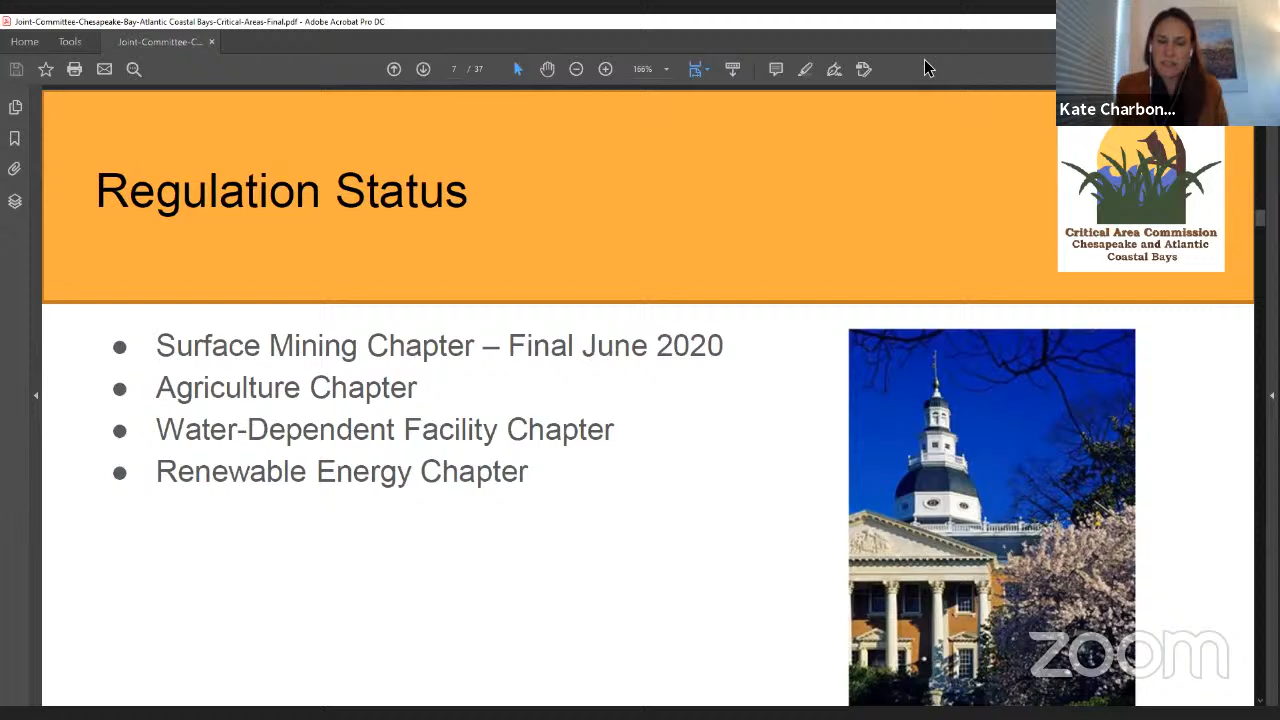 Joint-Committee-Chesapeake-Bay-Atlantic Coastal Bays-Critical-Areas-Final.pdf - Adobe Acrobat Pro DC
Home Tools Joint-Committee-C... ×
7 / 37 166%
Kate Charbon...
Regulation Status
Critical Area Commission
Chesapeake and Atlantic
Coastal Bays
● Surface Mining Chapter – Final June 2020
● Agriculture Chapter
● Water-Dependent Facility Chapter
● Renewable Energy Chapter
zoom